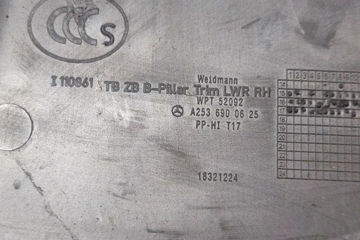 CCC S
Weidmann
I 110861 TB ZB B-Pillar Trim LWR RH
WPT 52092
A253 690 06 25
PP-HI T17
18321224